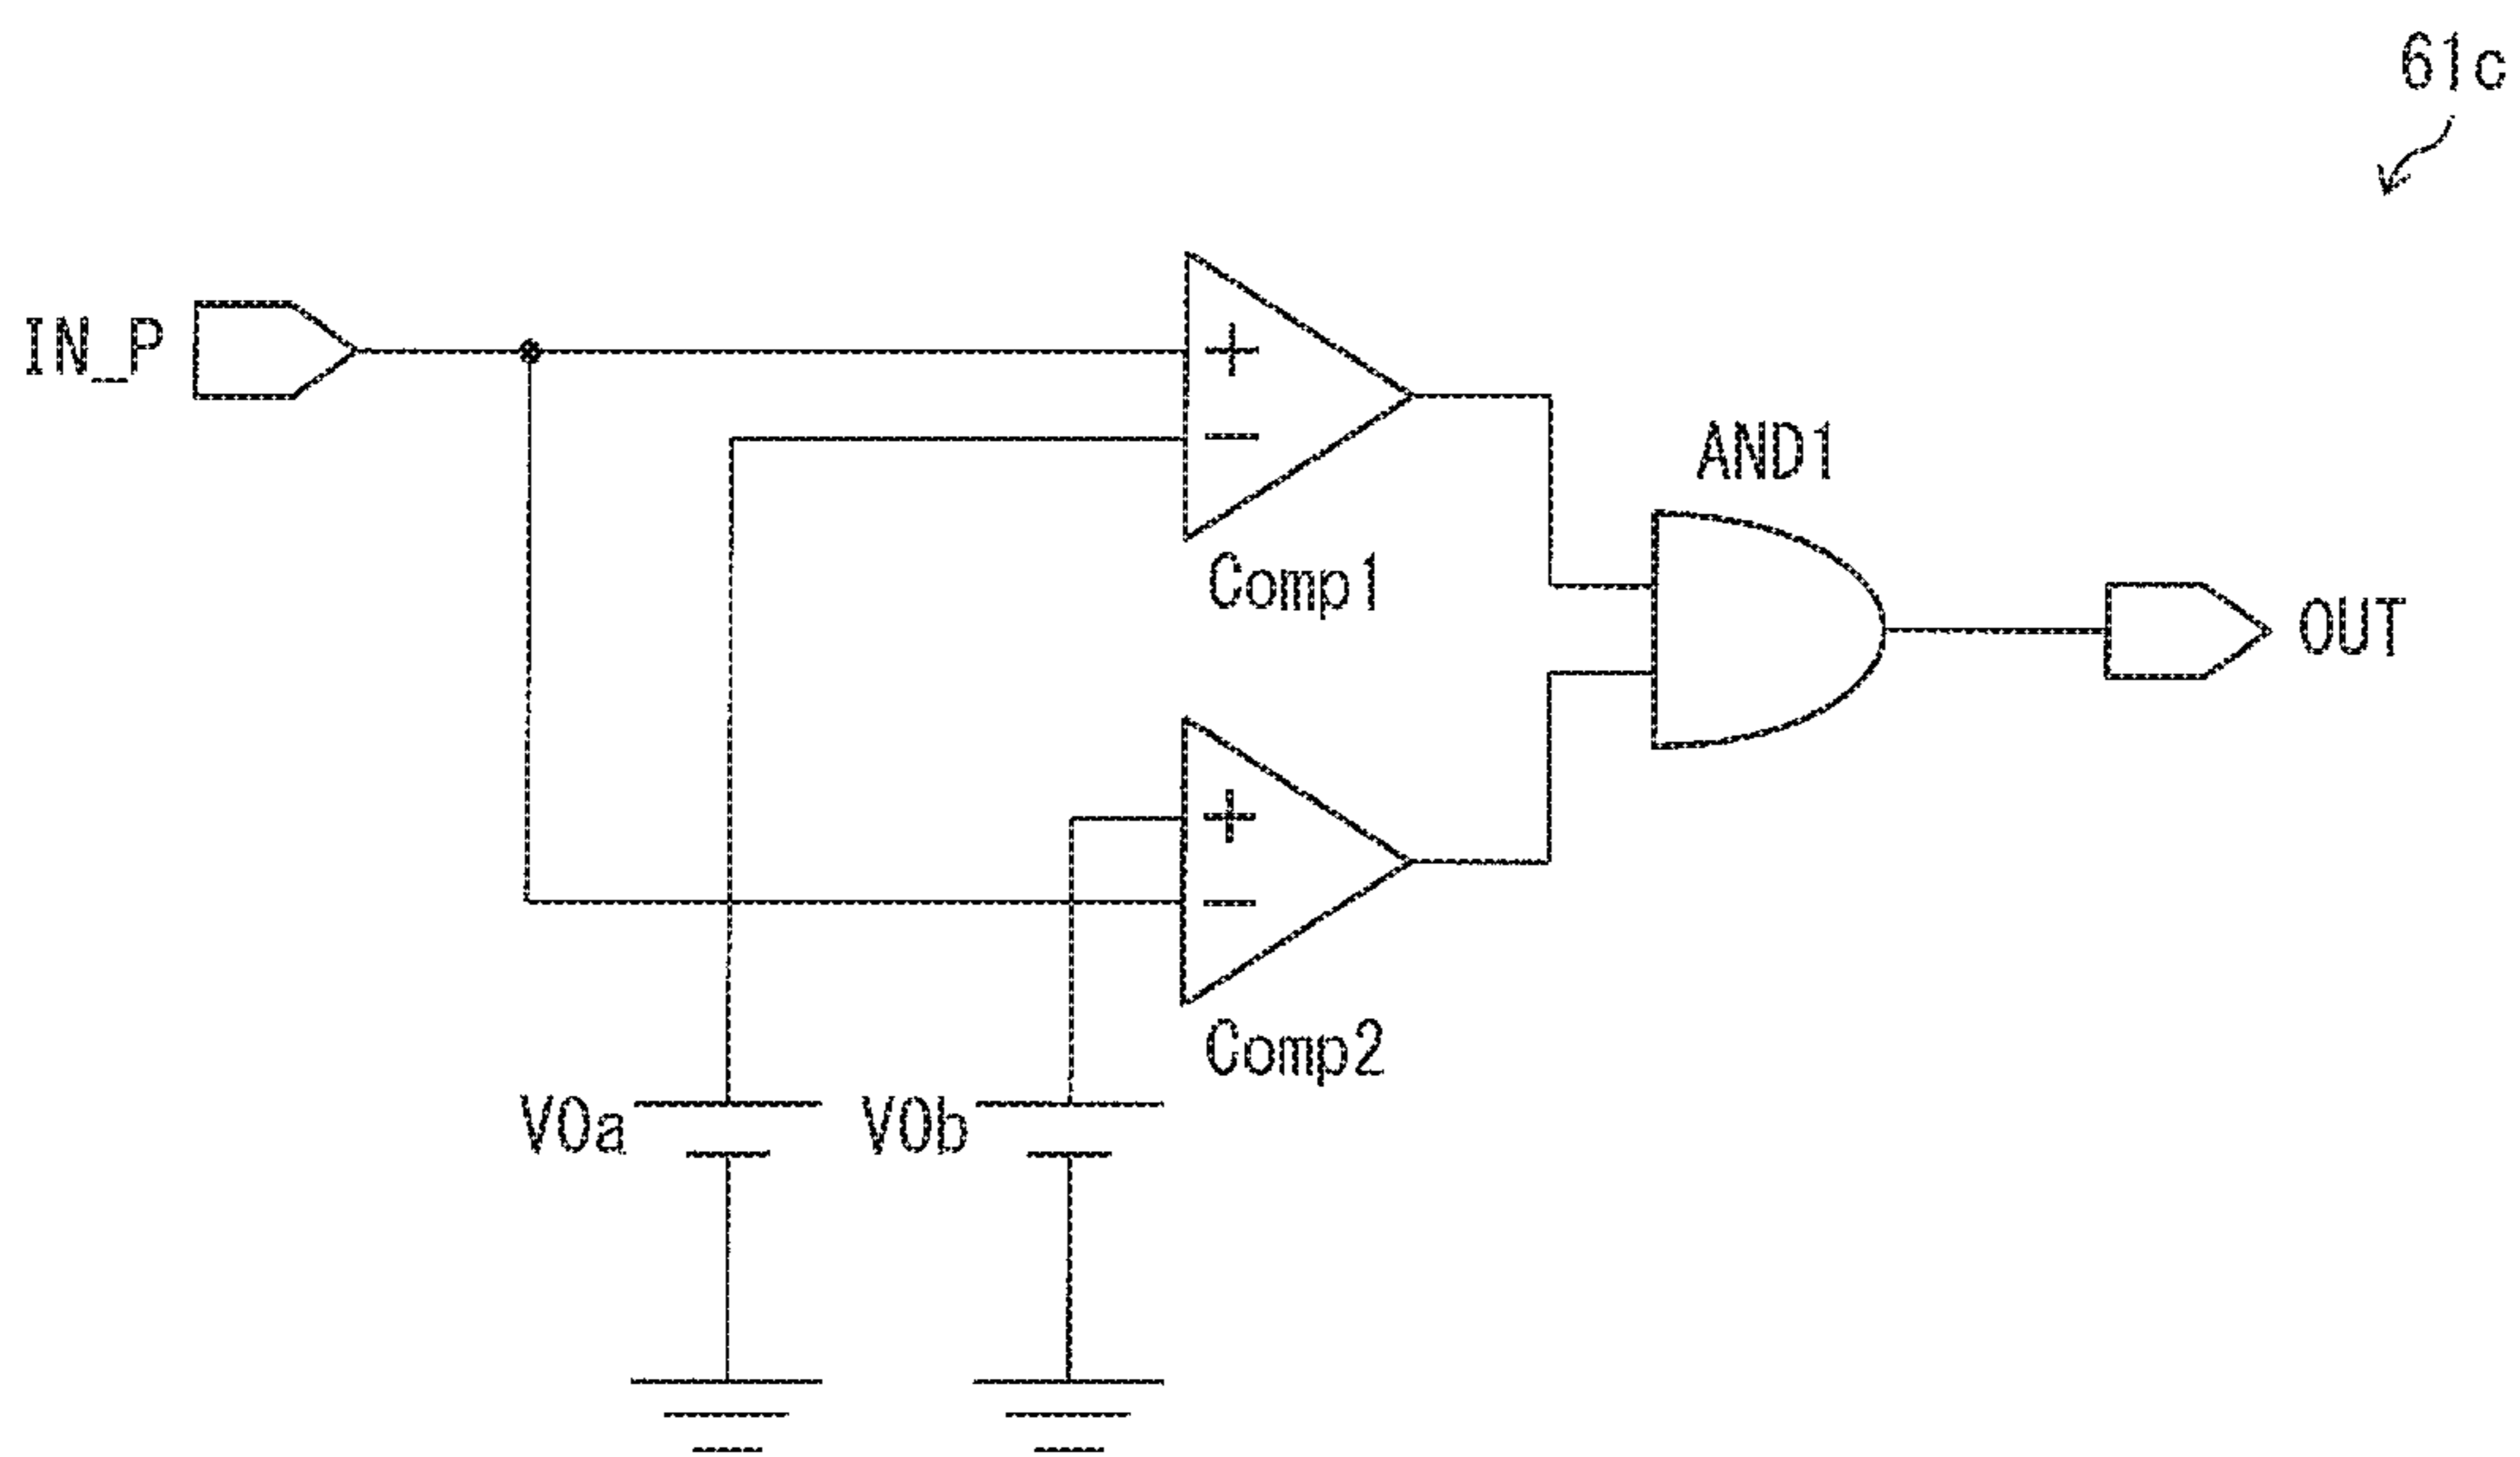 61c
IN_P
+
−
AND1
Comp1
OUT
+
−
Comp2
V0a
V0b